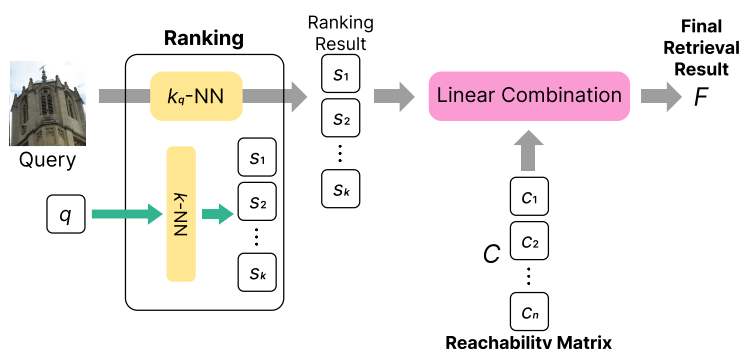 Ranking
Ranking
Result
Final
Retrieval
Result
F
Query
q
kq-NN
k-NN
s1
s2
sk
s1
s2
sk
Linear Combination
C
c1
c2
cn
Reachability Matrix